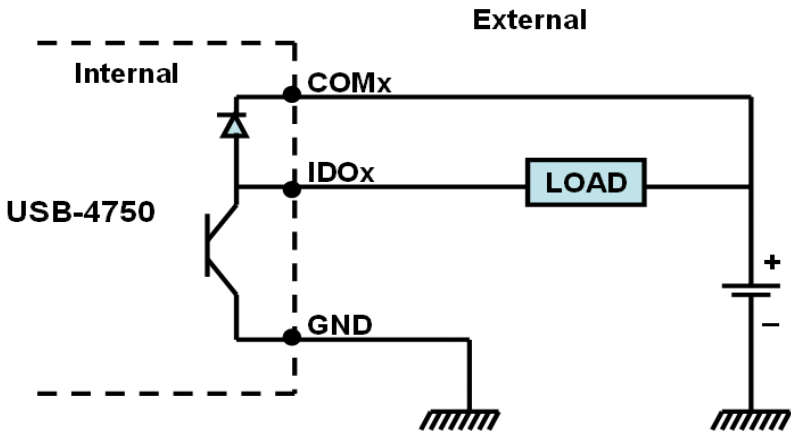 External
Internal
COMx
IDOx
LOAD
USB-4750
+
GND
–